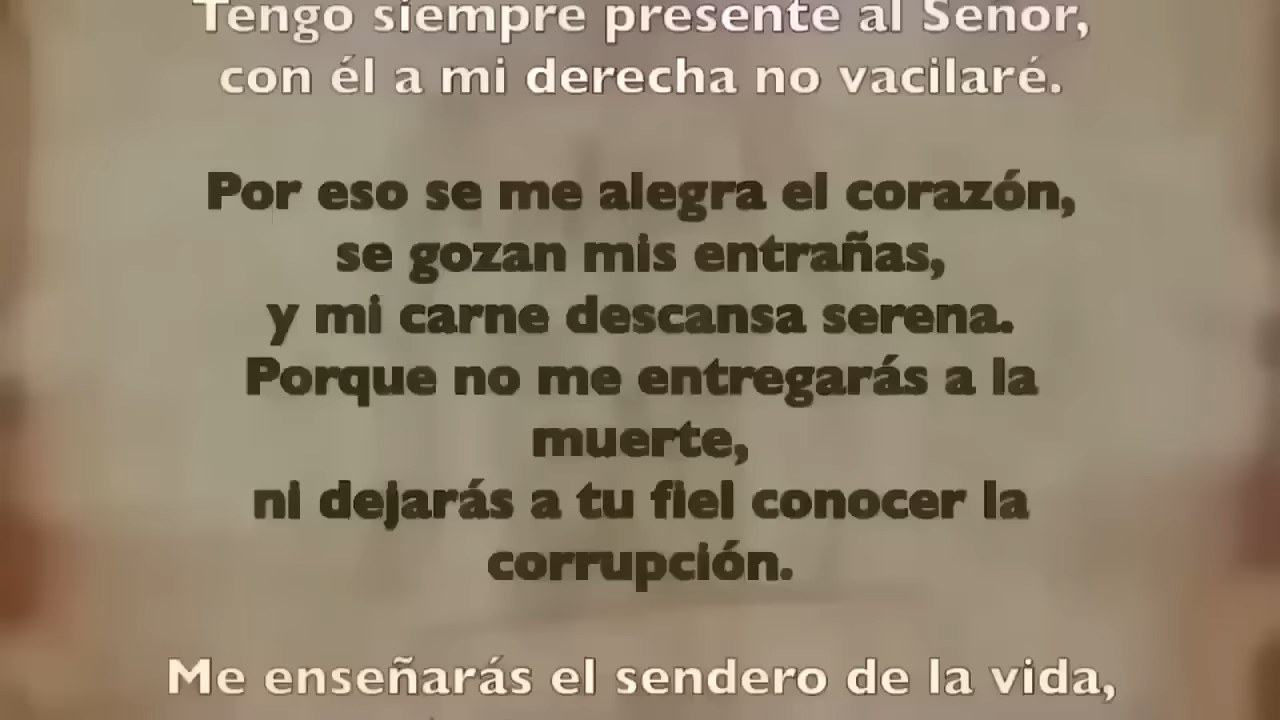 Tengo siempre presente al Señor,
con él a mi derecha no vacilaré.
Por eso se me alegra el corazón,
se gozan mis entrañas,
y mi carne descansa serena.
Porque no me entregarás a la
muerte,
ni dejarás a tu fiel conocer la
corrupción.
Me enseñarás el sendero de la vida,